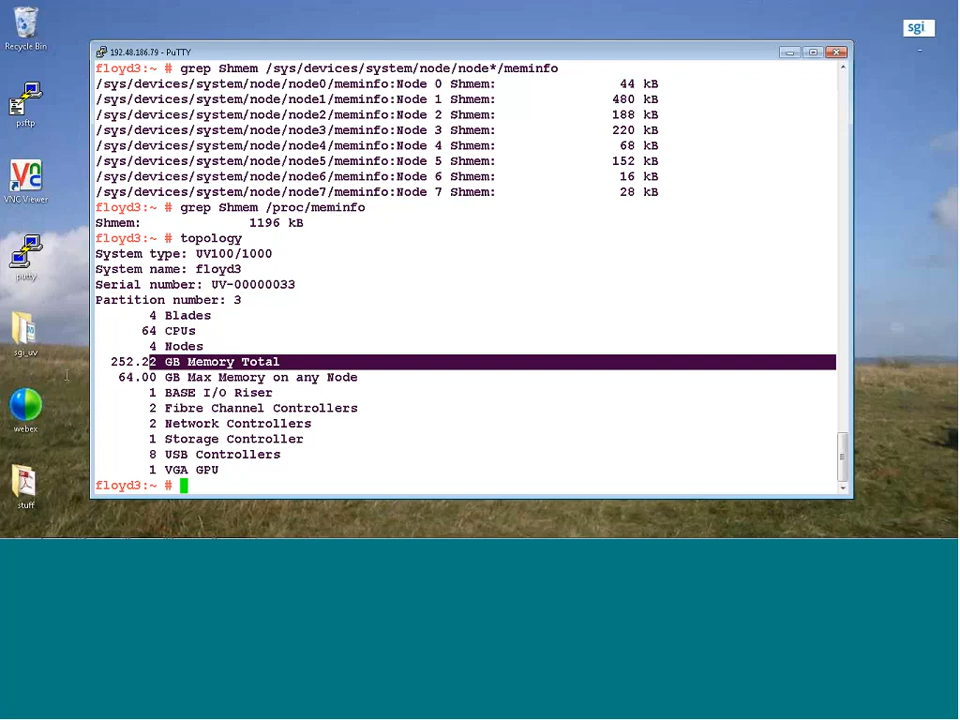 Recycle Bin
psftp
VNC Viewer
putty
sgi_uv
webex
stuff
sgi
192.48.186.79 - PuTTY
floyd3:~ # grep Shmem /sys/devices/system/node/node*/meminfo
/sys/devices/system/node/node0/meminfo:Node 0 Shmem: 44 kB
/sys/devices/system/node/node1/meminfo:Node 1 Shmem: 480 kB
/sys/devices/system/node/node2/meminfo:Node 2 Shmem: 188 kB
/sys/devices/system/node/node3/meminfo:Node 3 Shmem: 220 kB
/sys/devices/system/node/node4/meminfo:Node 4 Shmem: 68 kB
/sys/devices/system/node/node5/meminfo:Node 5 Shmem: 152 kB
/sys/devices/system/node/node6/meminfo:Node 6 Shmem: 16 kB
/sys/devices/system/node/node7/meminfo:Node 7 Shmem: 28 kB
floyd3:~ # grep Shmem /proc/meminfo
Shmem: 1196 kB
floyd3:~ # topology
System type: UV100/1000
System name: floyd3
Serial number: UV-00000033
Partition number: 3
4 Blades
64 CPUs
4 Nodes
252.22 GB Memory Total
64.00 GB Max Memory on any Node
1 BASE I/O Riser
2 Fibre Channel Controllers
2 Network Controllers
1 Storage Controller
8 USB Controllers
1 VGA GPU
floyd3:~ #